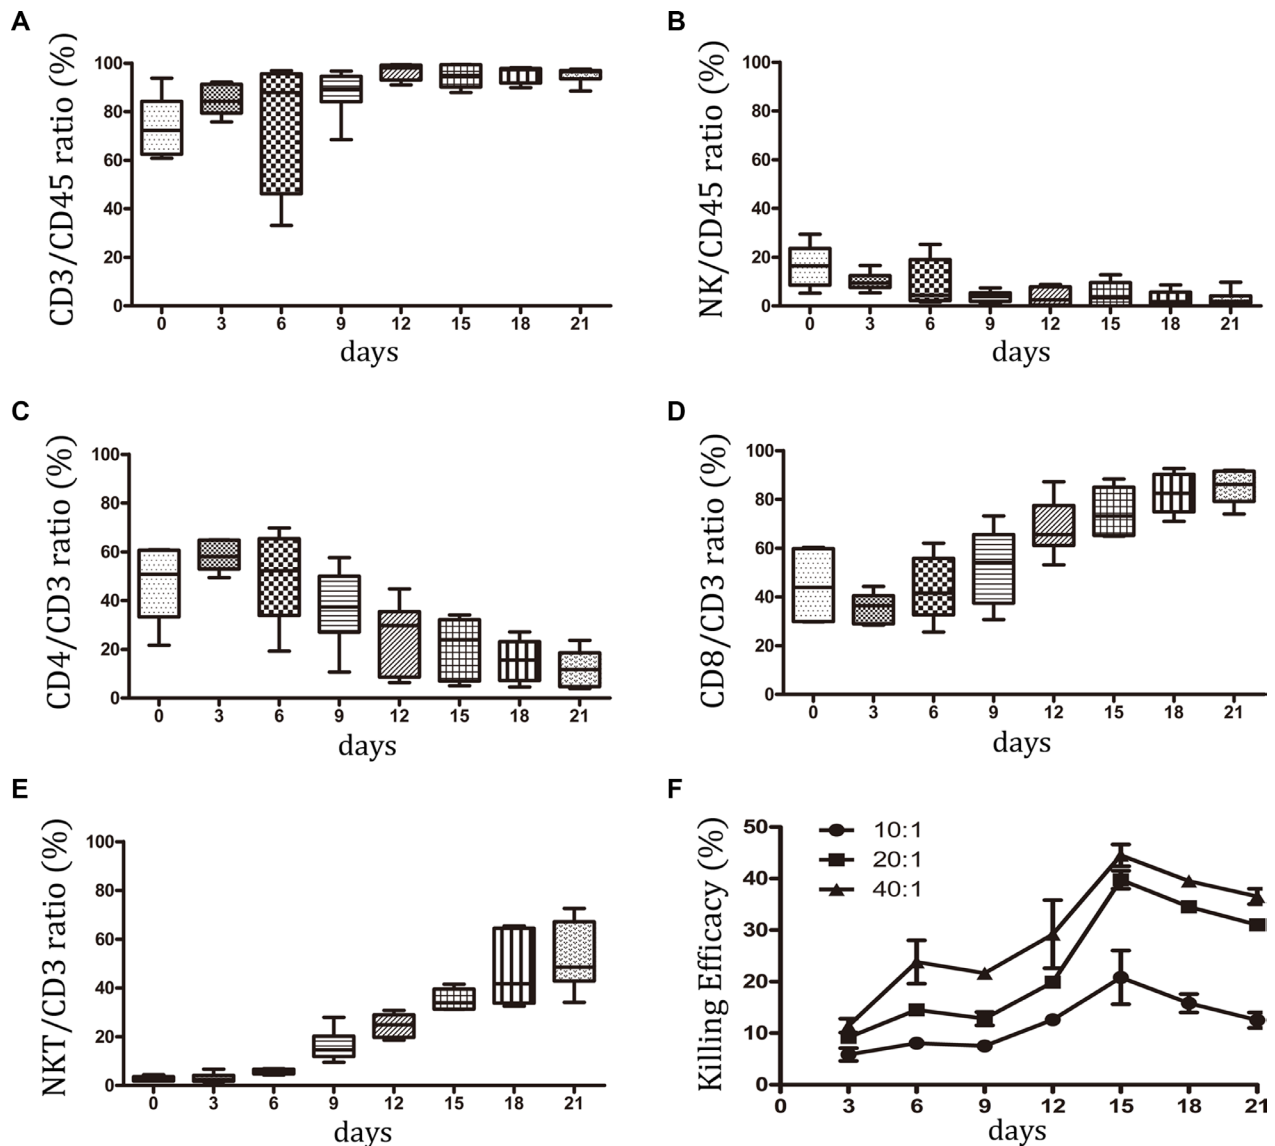 A
CD3/CD45 ratio (%)
100
80
60
40
20
0
0 3 6 9 12 15 18 21
days
B
NK/CD45 ratio (%)
100
80
60
40
20
0
0 3 6 9 12 15 18 21
days
C
CD4/CD3 ratio (%)
100
80
60
40
20
0
0 3 6 9 12 15 18 21
days
D
CD8/CD3 ratio (%)
100
80
60
40
20
0
0 3 6 9 12 15 18 21
days
E
NKT/CD3 ratio (%)
100
80
60
40
20
0
0 3 6 9 12 15 18 21
days
F
Killing Efficacy (%)
50
40
30
20
10
0
10:1
20:1
40:1
0 3 6 9 12 15 18 21
days